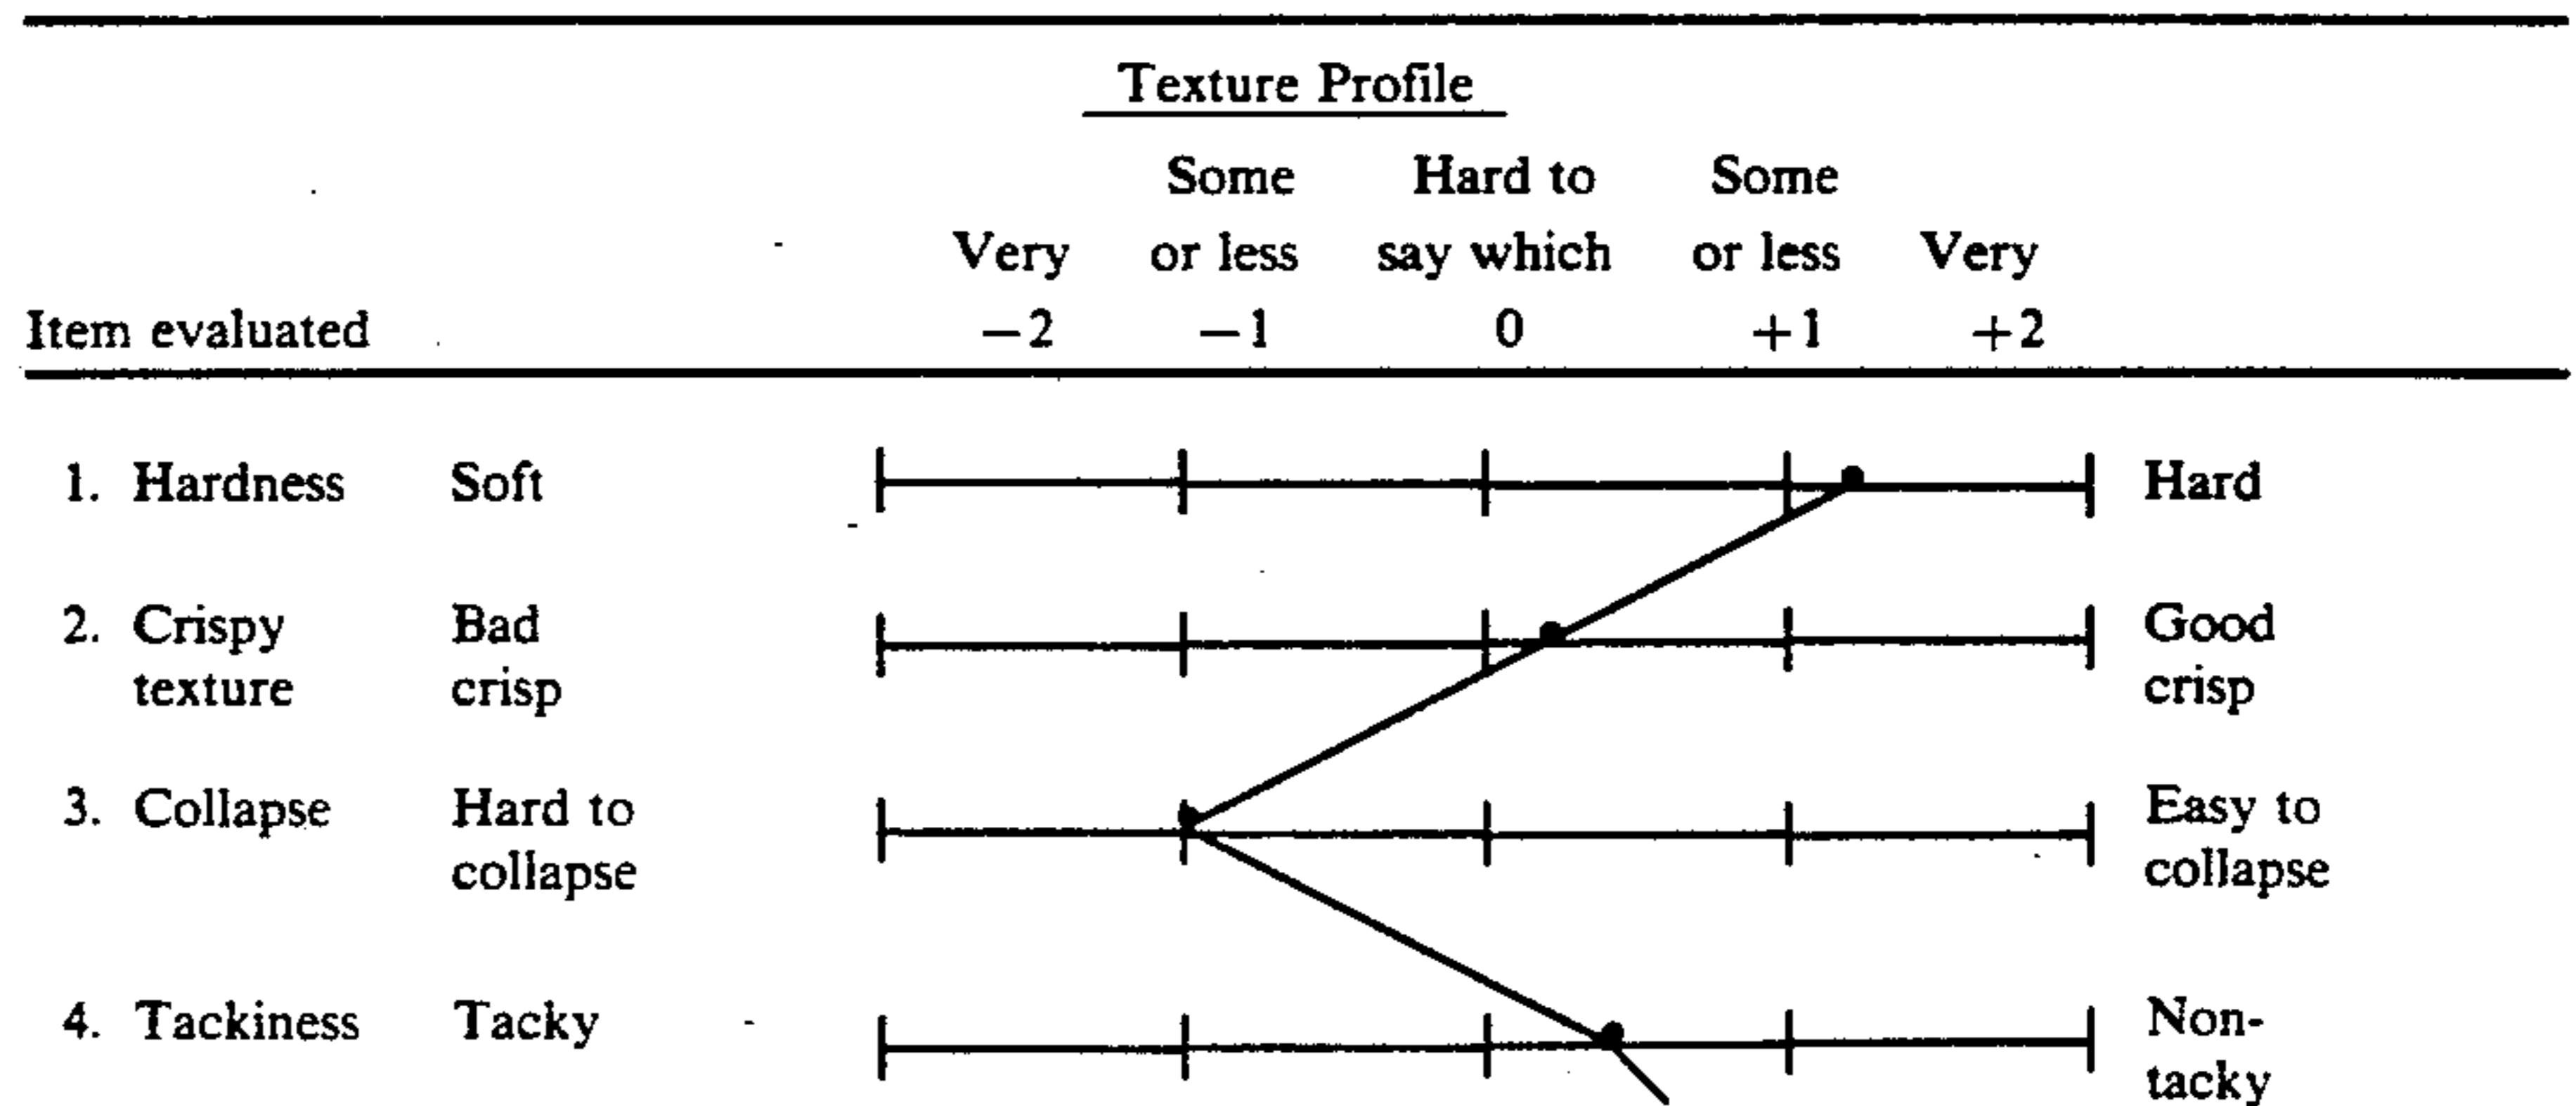 Texture Profile
Some Hard to Some
Very or less say which or less Very
Item evaluated −2 −1 0 +1 +2
1. Hardness Soft Hard
2. Crispy Bad Good
texture crisp crisp
3. Collapse Hard to Easy to
collapse collapse
4. Tackiness Tacky Non-
tacky